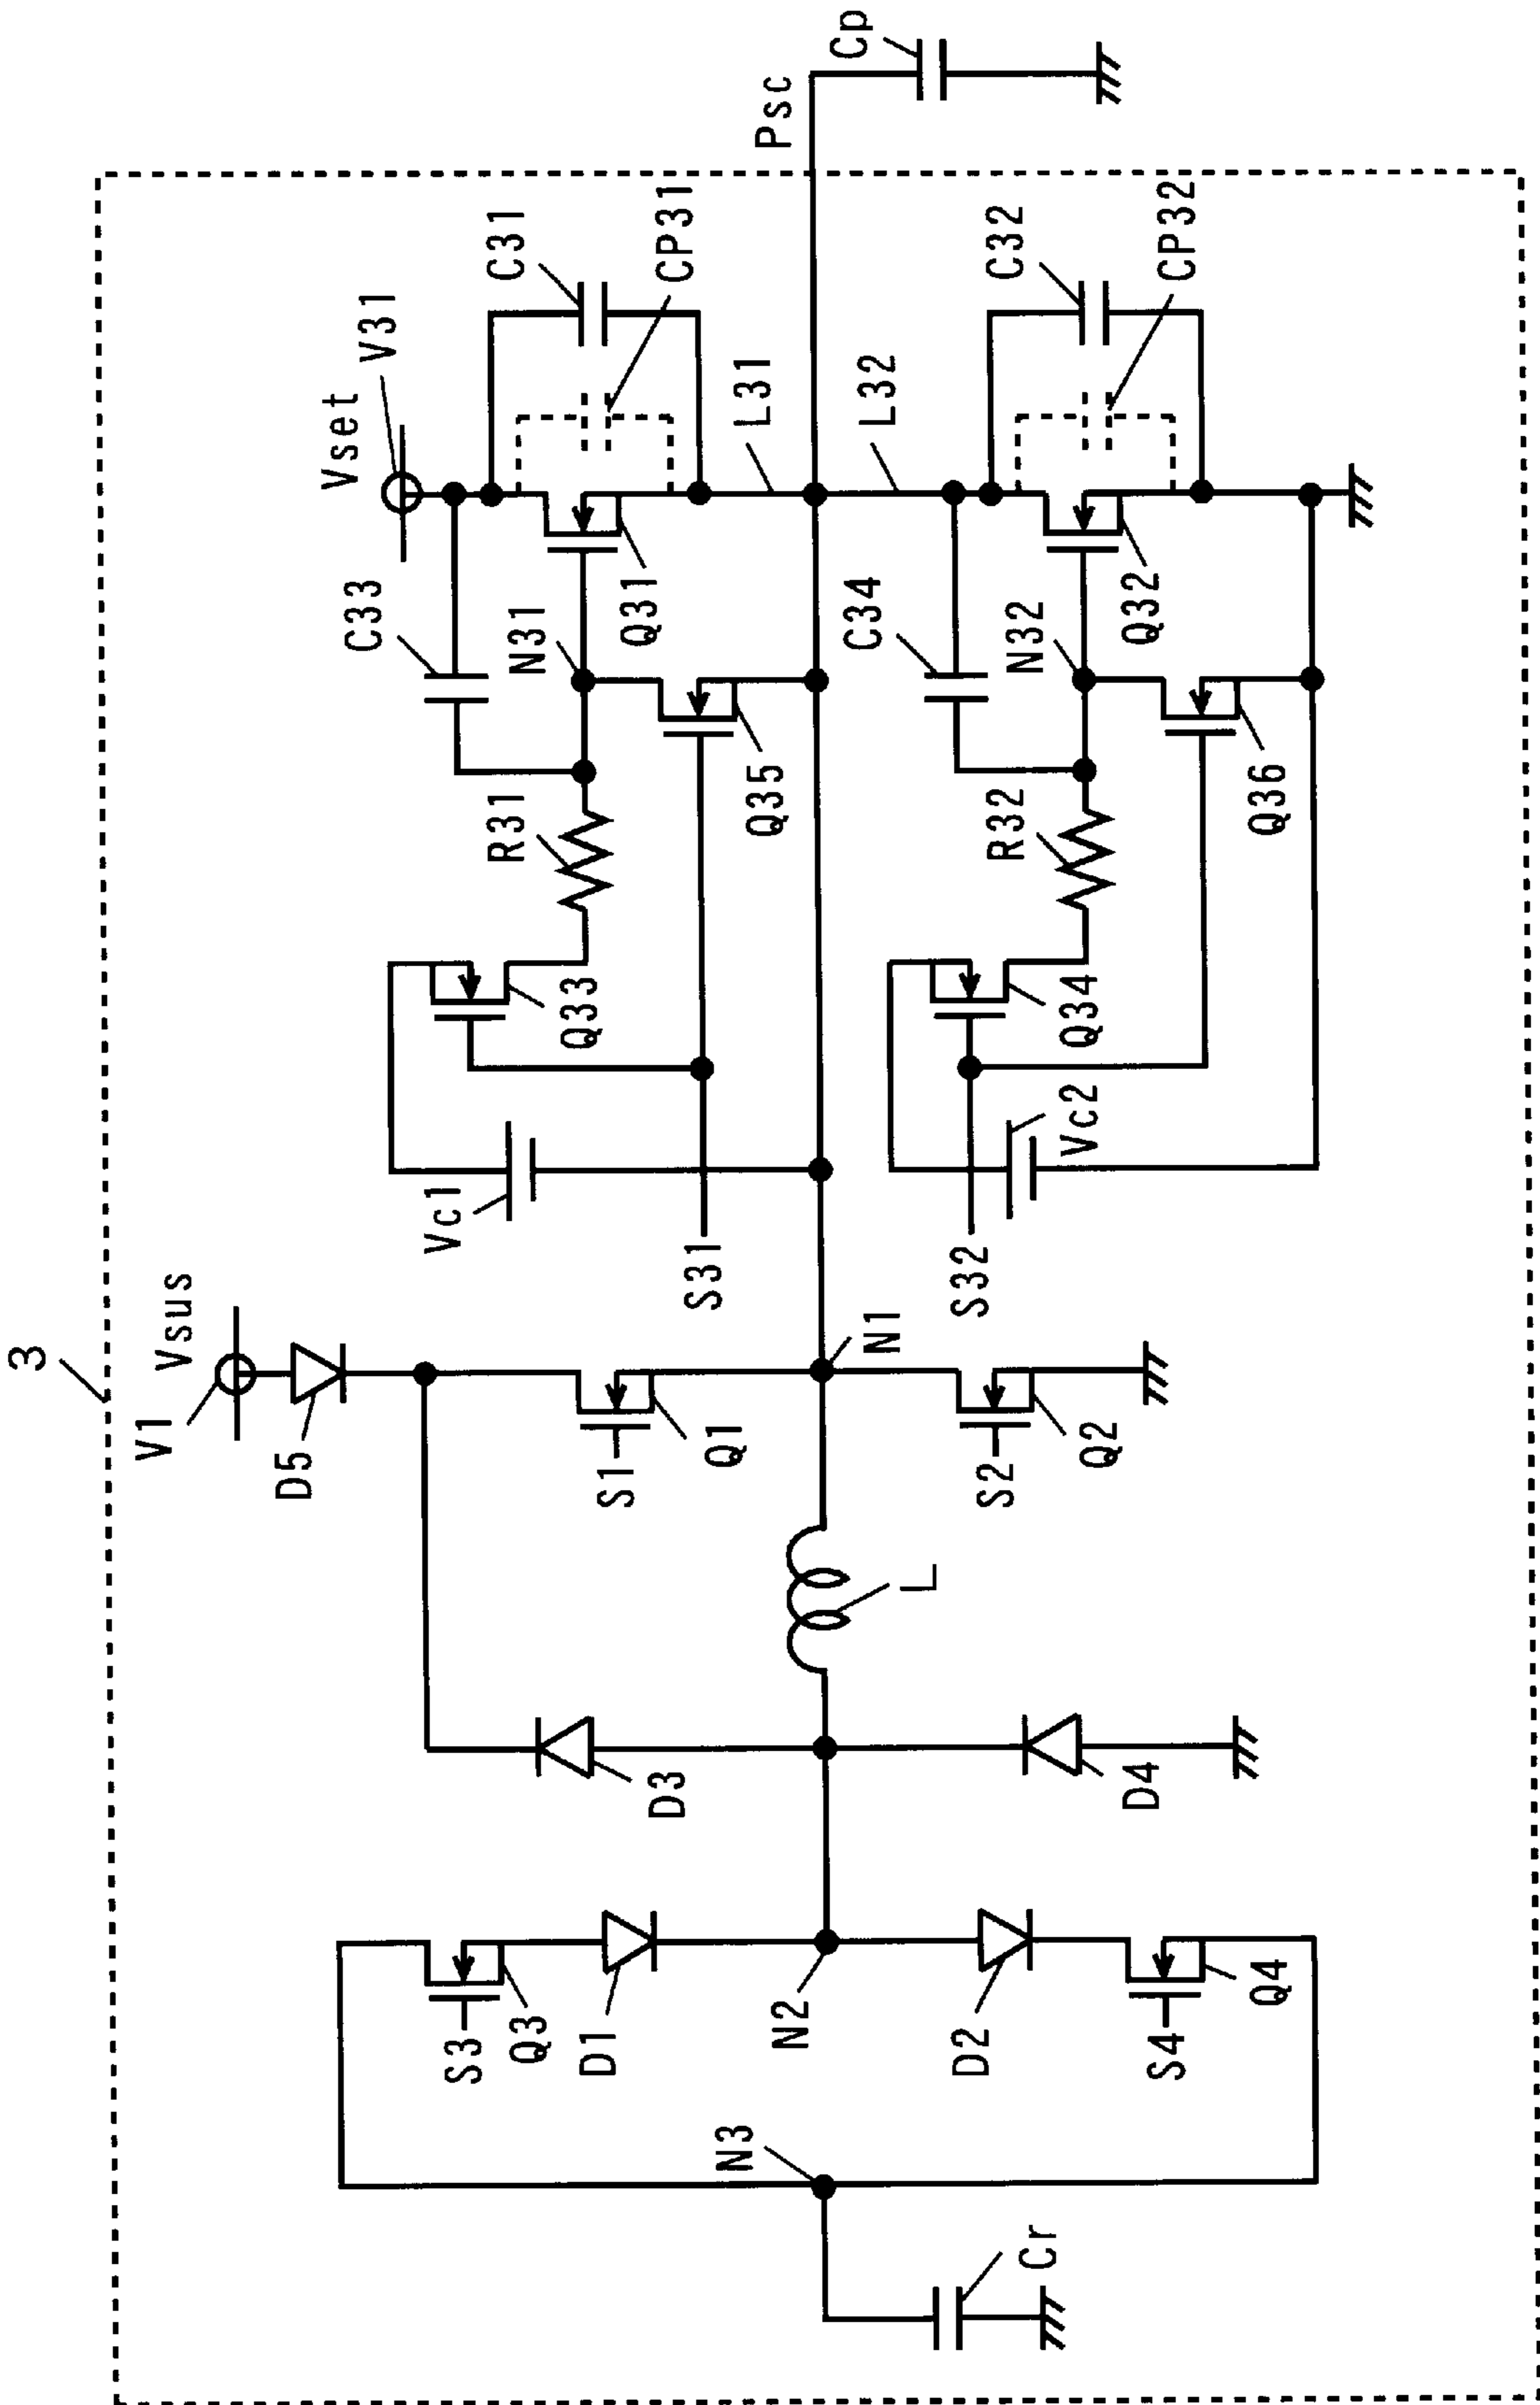 3
V1
Vsus
D5
Vset
V31
C33
C31
CP31
N31
Q31
R31
Q33
Q35
Vc1
S31
L31
Psc
Cp
L32
C34
C32
CP32
N32
Q32
R32
Q34
Q36
Vc2
S32
N1
S1
Q1
S2
Q2
L
D3
D4
S3
Q3
D1
N2
D2
S4
Q4
N3
Cr